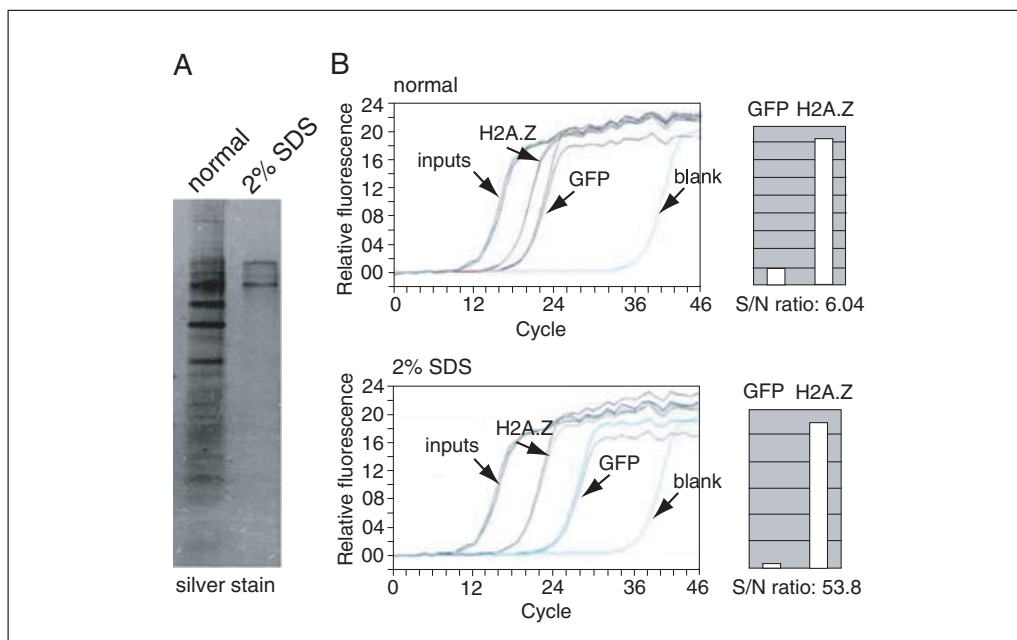 A
normal
2% SDS
silver stain
B
normal
Relative fluorescence
24
20
16
12
08
04
00
0 12 24 36 46
Cycle
inputs
H2A.Z
GFP
blank
GFP H2A.Z
S/N ratio: 6.04
2% SDS
Relative fluorescence
24
20
16
12
08
04
00
0 12 24 36 46
Cycle
inputs
H2A.Z
GFP
blank
GFP H2A.Z
S/N ratio: 53.8